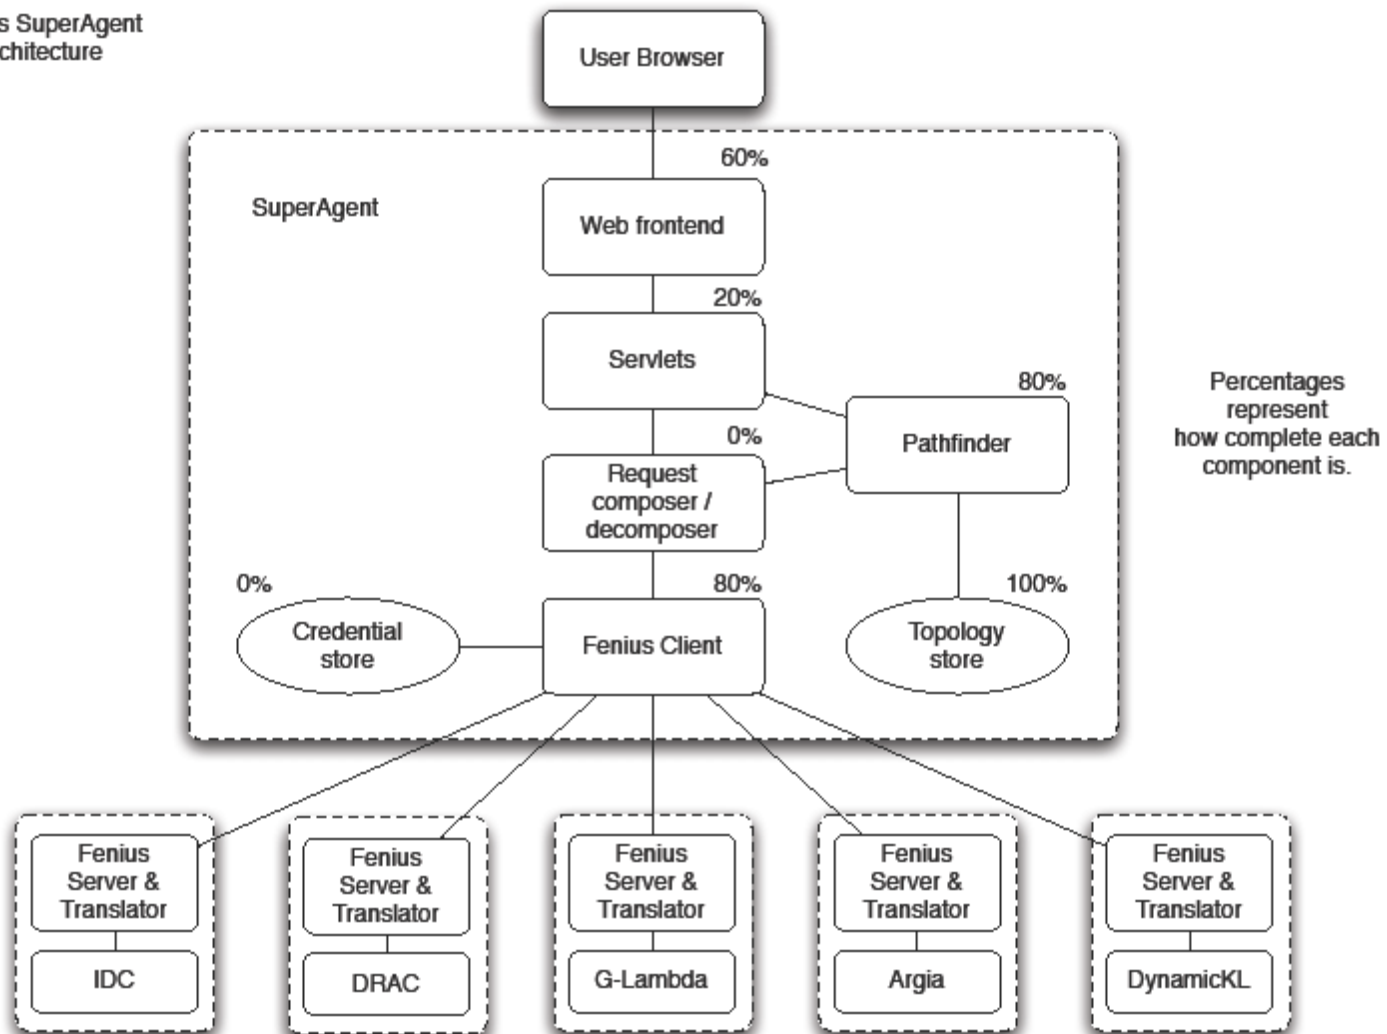 SuperAgent
User Browser
60%
SuperAgent
Web frontend
20%
Servlets
80%
Pathfinder
Percentages
represent
how complete each
component is.
0%
Request
composer /
decomposer
0%
Credential
store
80%
Fenius Client
100%
Topology
store
Fenius
Server &
Translator
IDC
Fenius
Server &
Translator
DRAC
Fenius
Server &
Translator
G-Lambda
Fenius
Server &
Translator
Argia
Fenius
Server &
Translator
DynamicKL